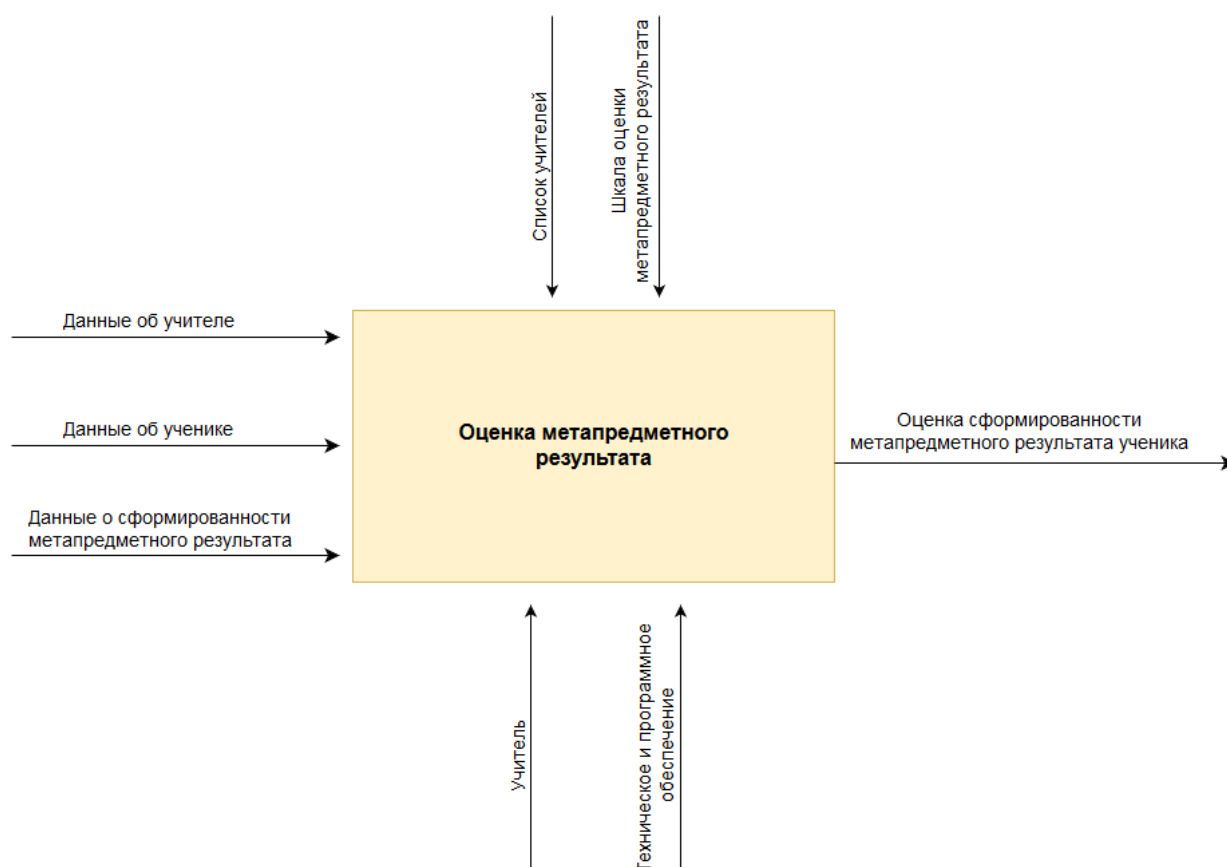 Список учителей
Шкала оценки
метапредметного результата
Данные об учителе
Данные об ученике
Данные о сформированности
метапредметного результата
Оценка метапредметного
результата
Оценка сформированности
метапредметного результата ученика
Учитель
Техническое и программное
обеспечение